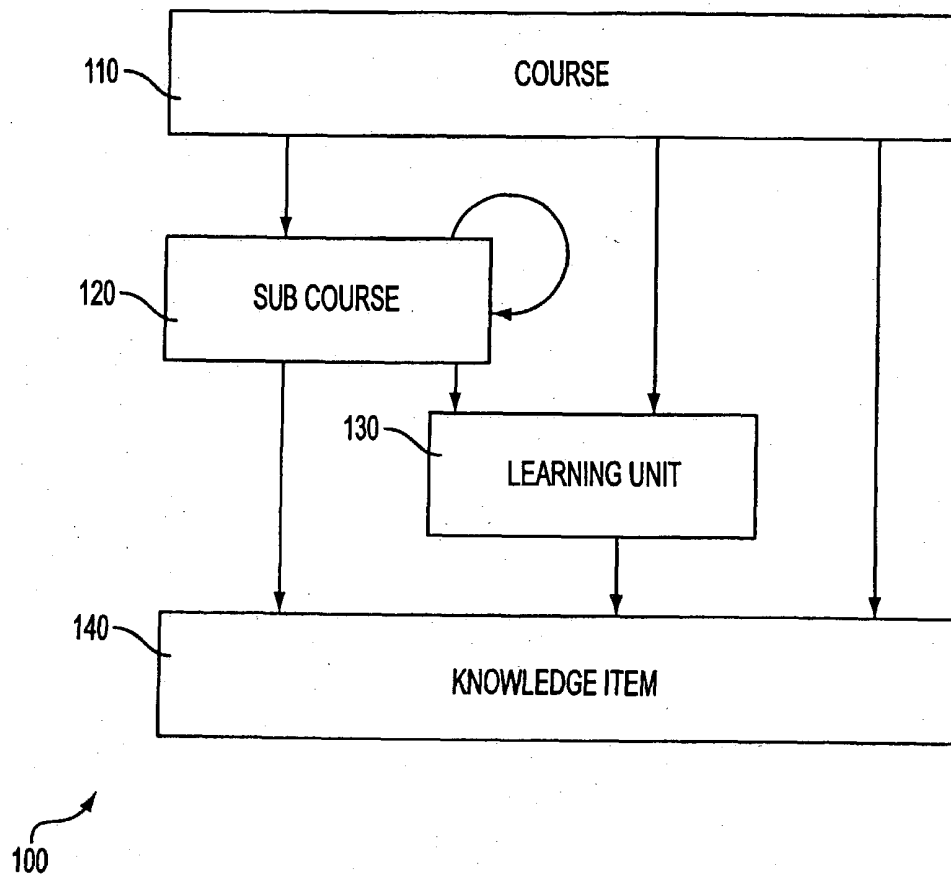 110
COURSE
120
SUB COURSE
130
LEARNING UNIT
140
KNOWLEDGE ITEM
100